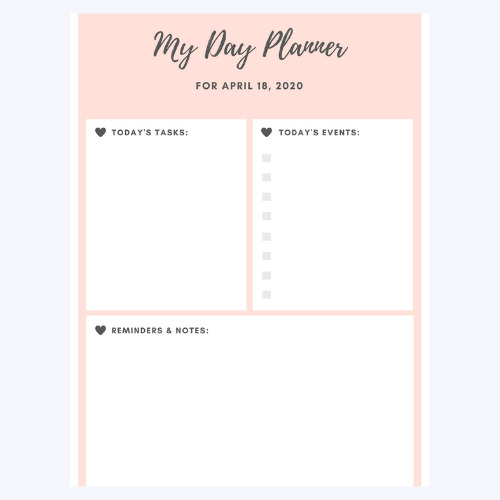 My Day Planner
FOR APRIL 18, 2020
TODAY'S TASKS:
TODAY'S EVENTS:
REMINDERS & NOTES: